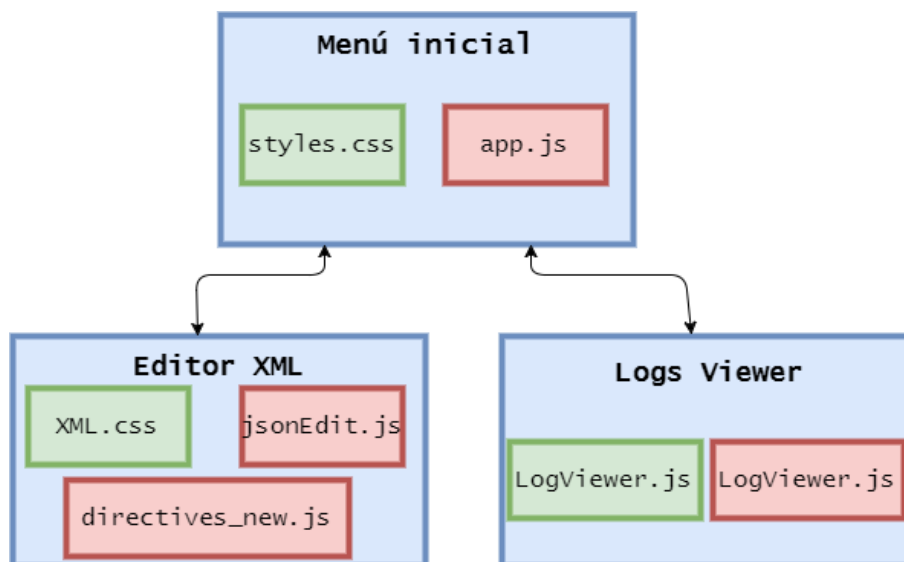 Menú inicial
styles.css
app.js
Editor XML
XML.css
jsonEdit.js
directives_new.js
Logs Viewer
LogViewer.js
LogViewer.js